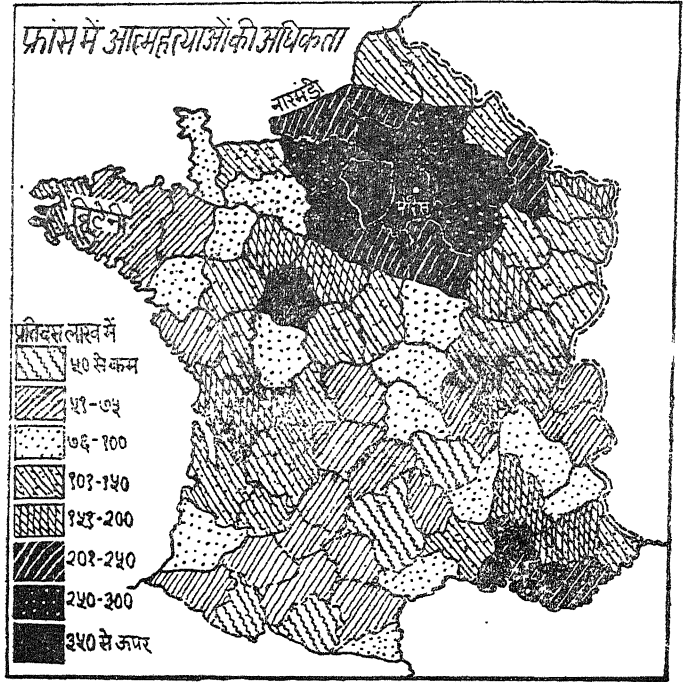 फ्रांस में आत्महत्याओं की अधिकता
नारमंडी
पेरिस
ब्रिटेनी
प्रति दस लाख में
५० से कम
५१-७५
७६-१००
१०१-१५०
१५१-२००
२०१-२५०
२५०-३००
३५० से ऊपर